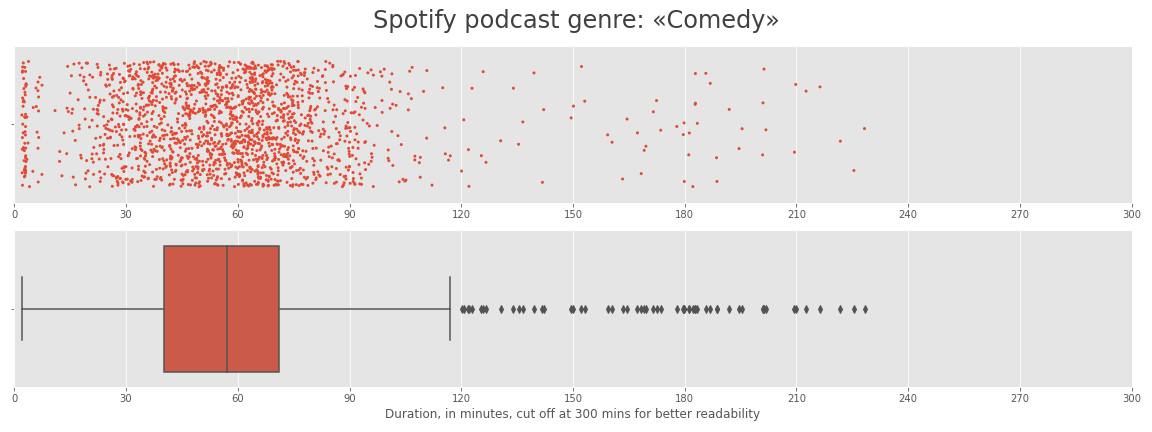 Spotify podcast genre: «Comedy»
0 30 60 90 120 150 180 210 240 270 300
0 30 60 90 120 150 180 210 240 270 300
Duration, in minutes, cut off at 300 mins for better readability